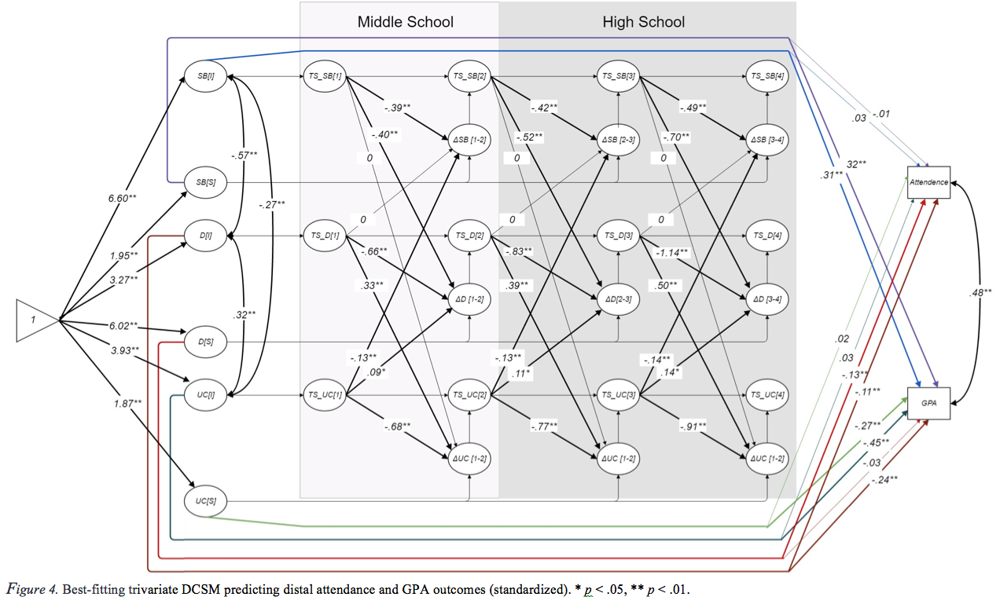 Middle School
High School
SB[I]
TS_SB[1]
TS_SB[2]
TS_SB[3]
TS_SB[4]
-.39**
-.42**
-.49**
.03
-.01
-.40**
-.52**
-.70**
ΔSB [1-2]
ΔSB [2-3]
ΔSB [3-4]
-.57**
0
0
0
.31**
.32**
6.60**
SB[S]
Attendence
-.27**
0
0
0
D[I]
TS_D[1]
TS_D[2]
TS_D[3]
TS_D[4]
1.95**
-.66**
-.83**
-1.14**
3.27**
.33**
.39**
.50**
.48**
ΔD [1-2]
ΔD[2-3]
ΔD [3-4]
1
.32**
6.02**
D[S]
.02
3.93**
-.13**
-.13**
-.14**
.03
.09*
.11*
.14*
-.13**
UC[I]
TS_UC[1]
TS_UC[2]
TS_UC[3]
TS_UC[4]
-.11**
1.87**
GPA
-.68**
-.77**
-.91**
-.27**
-.45**
ΔUC [1-2]
ΔUC [1-2]
ΔUC [1-2]
-.03
-.24**
UC[S]
Figure 4. Best-fitting trivariate DCSM predicting distal attendance and GPA outcomes (standardized). * p < .05, ** p < .01.